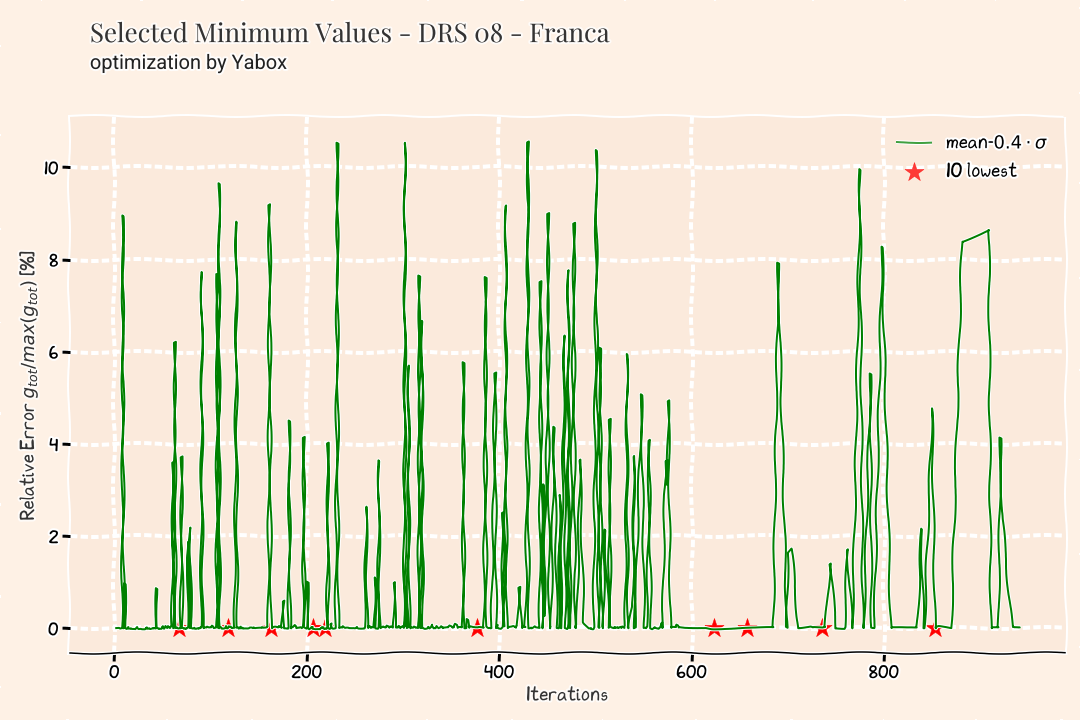 Selected Minimum Values - DRS 08 - Franca
optimization by Yabox
mean-0.4 · σ
10 lowest
Relative Error g_tot/max(g_tot) [%]
10
8
6
4
2
0
0 200 400 600 800
Iterations